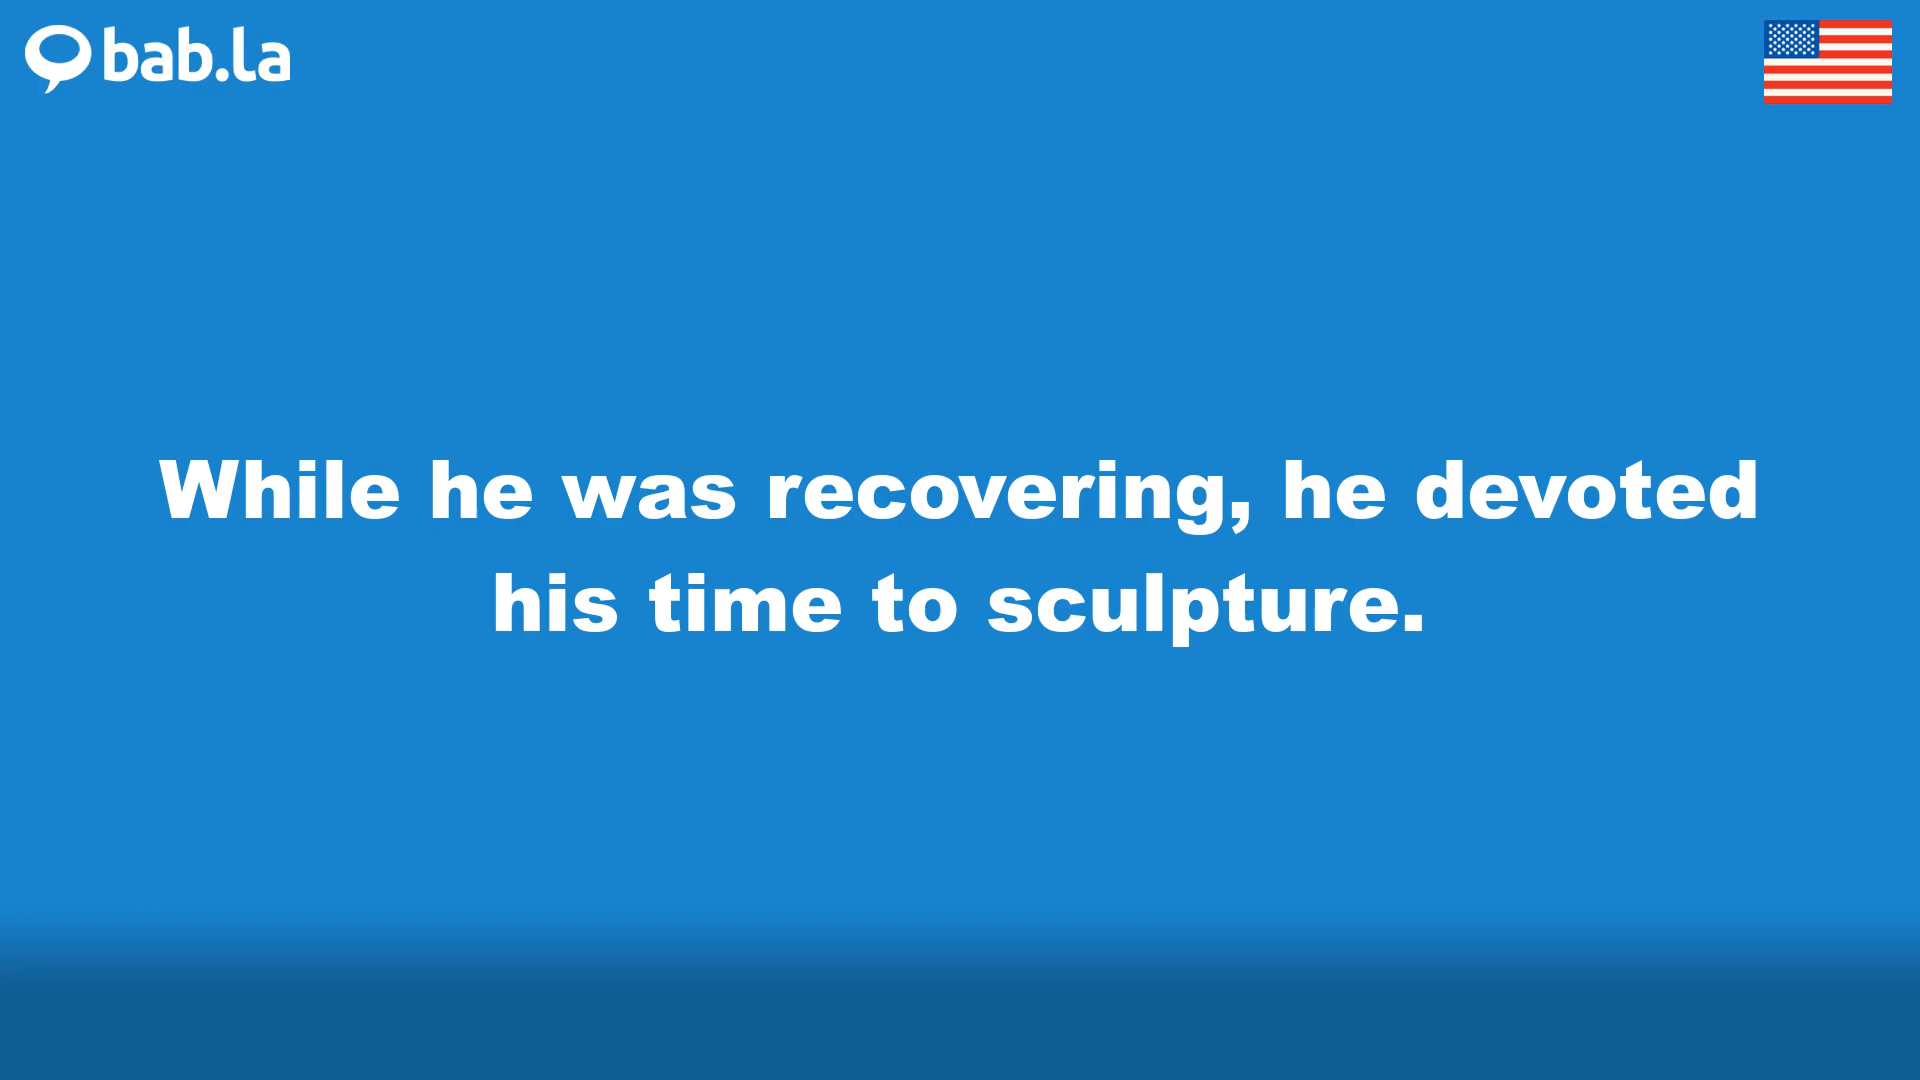 bab.la
While he was recovering, he devoted
his time to sculpture.